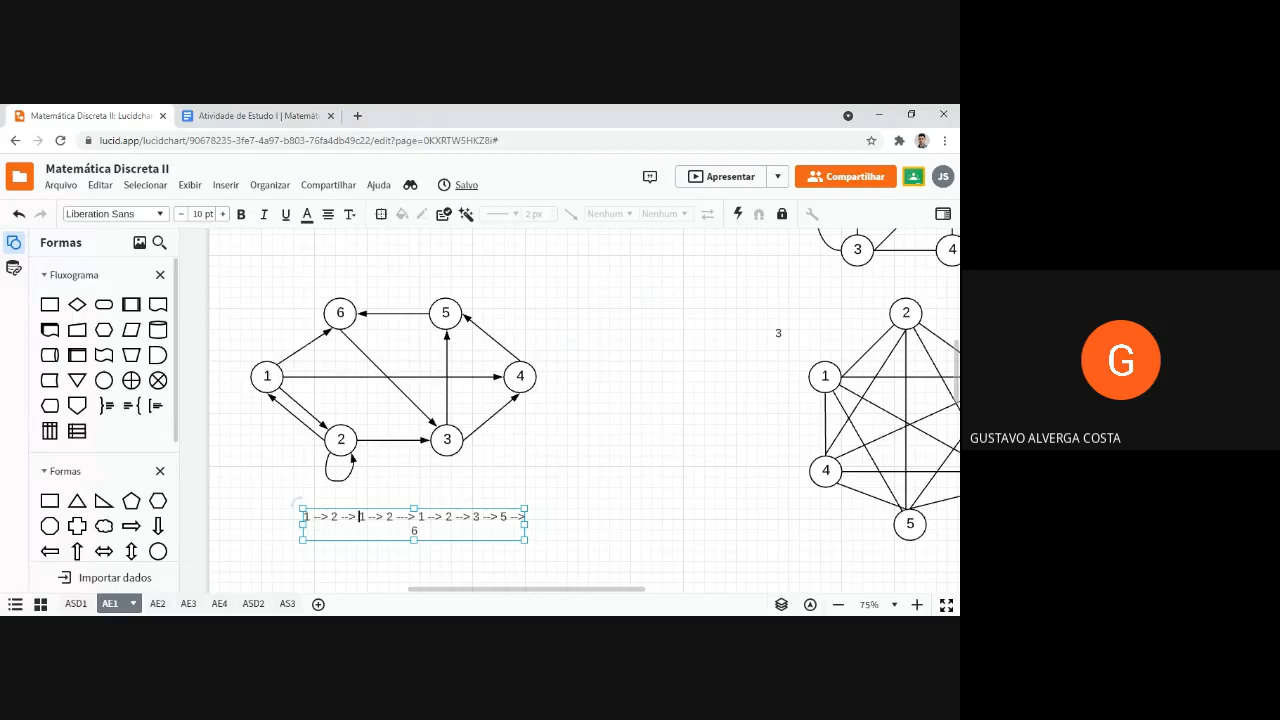 Matemática Discreta II: Lucidchar
Atividade de Estudo I | Matemáti
lucid.app/lucidchart/90678235-3fe7-4a97-b803-76fa4db49c22/edit?page=0KXRTW5HKZ8i#
Matemática Discreta II
Arquivo Editar Selecionar Exibir Inserir Organizar Compartilhar Ajuda Salvo
Apresentar
Compartilhar
JS
Liberation Sans
10 pt
B I U A T
2 px
Nenhum
Nenhum
Formas
Fluxograma
Formas
Importar dados
6
5
1
4
2
3
1 --> 2 --> 1 --> 2 ---> 1 --> 2 --> 3 --> 5 -->
6
3
4
3
2
1
4
5
ASD1 AE1 AE2 AE3 AE4 ASD2 AS3
75%
G
GUSTAVO ALVERGA COSTA